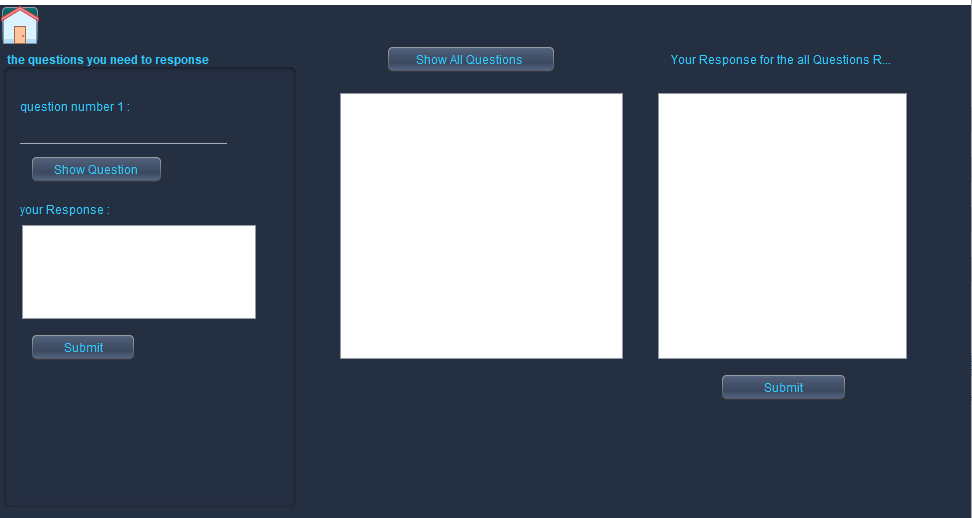 the questions you need to response
question number 1 :
Show Question
your Response :
Submit
Show All Questions
Your Response for the all Questions R...
Submit